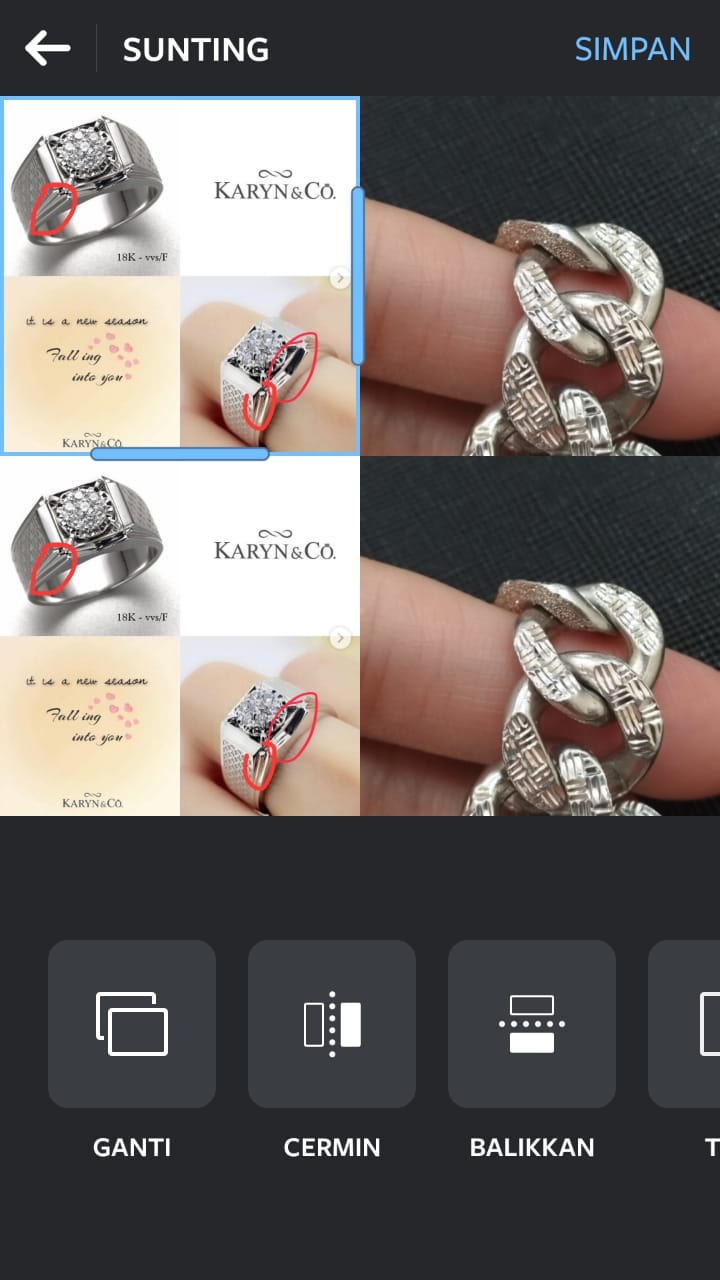 SUNTING
SIMPAN
KARYN&CO.
18K - vvs/F
it is a new season
Falling
into you
KARYN&CO.
KARYN&CO.
18K - vvs/F
it is a new season
Falling
into you
KARYN&CO.
GANTI
CERMIN
BALIKKAN
T